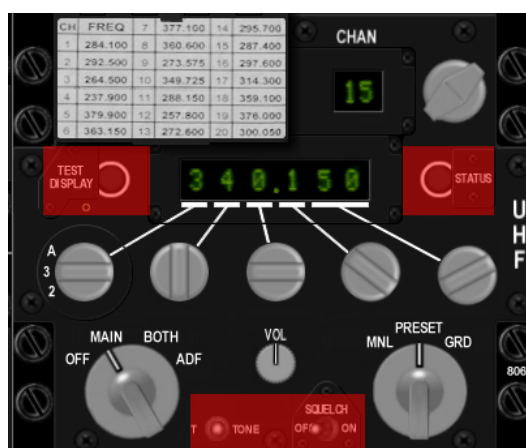 CH FREQ 7 377.100 14 295.700
1 284.100 8 360.600 15 287.400
2 292.500 9 273.575 16 297.600
3 264.500 10 349.725 17 314.300
4 237.900 11 288.150 18 359.100
5 379.900 12 257.800 19 376.000
6 363.150 13 272.600 20 300.050
CHAN
15
TEST
DISPLAY
340.150
STATUS
UHF
A
3
2
MAIN BOTH
OFF ADF
VOL
PRESET
MNL GRD
806
T TONE
SQUELCH
OFF ON